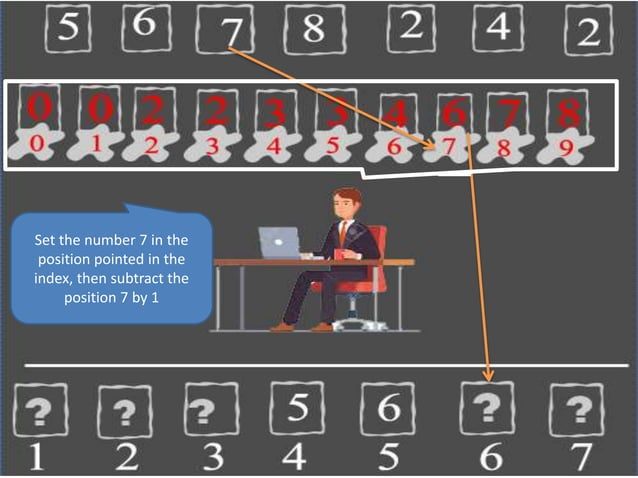 5 6 7 8 2 4 2
0 0 2 2 3 3 4 6 7 8
0 1 2 3 4 5 6 7 8 9
Set the number 7 in the
position pointed in the
index, then subtract the
position 7 by 1
? ? ? 5 6 ? ?
1 2 3 4 5 6 7